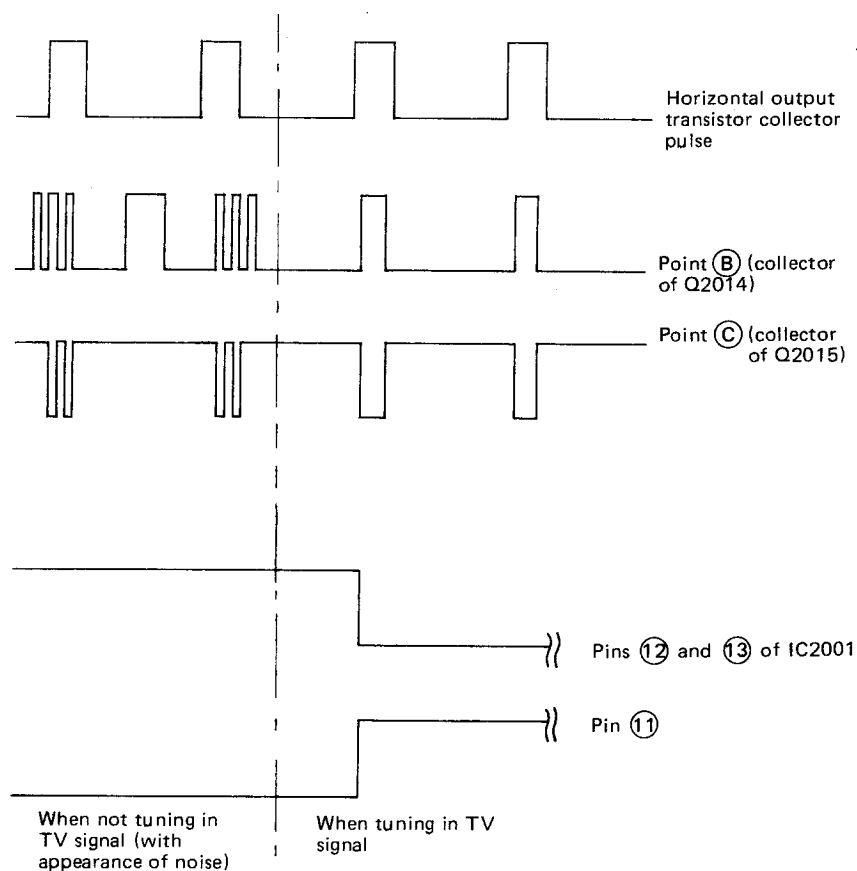 Horizontal output
transistor collector
pulse
Point Ⓑ (collector
of Q2014)
Point Ⓒ (collector
of Q2015)
Pins ⑫ and ⑬ of IC2001
Pin ⑪
When not tuning in
TV signal (with
appearance of noise)
When tuning in TV
signal